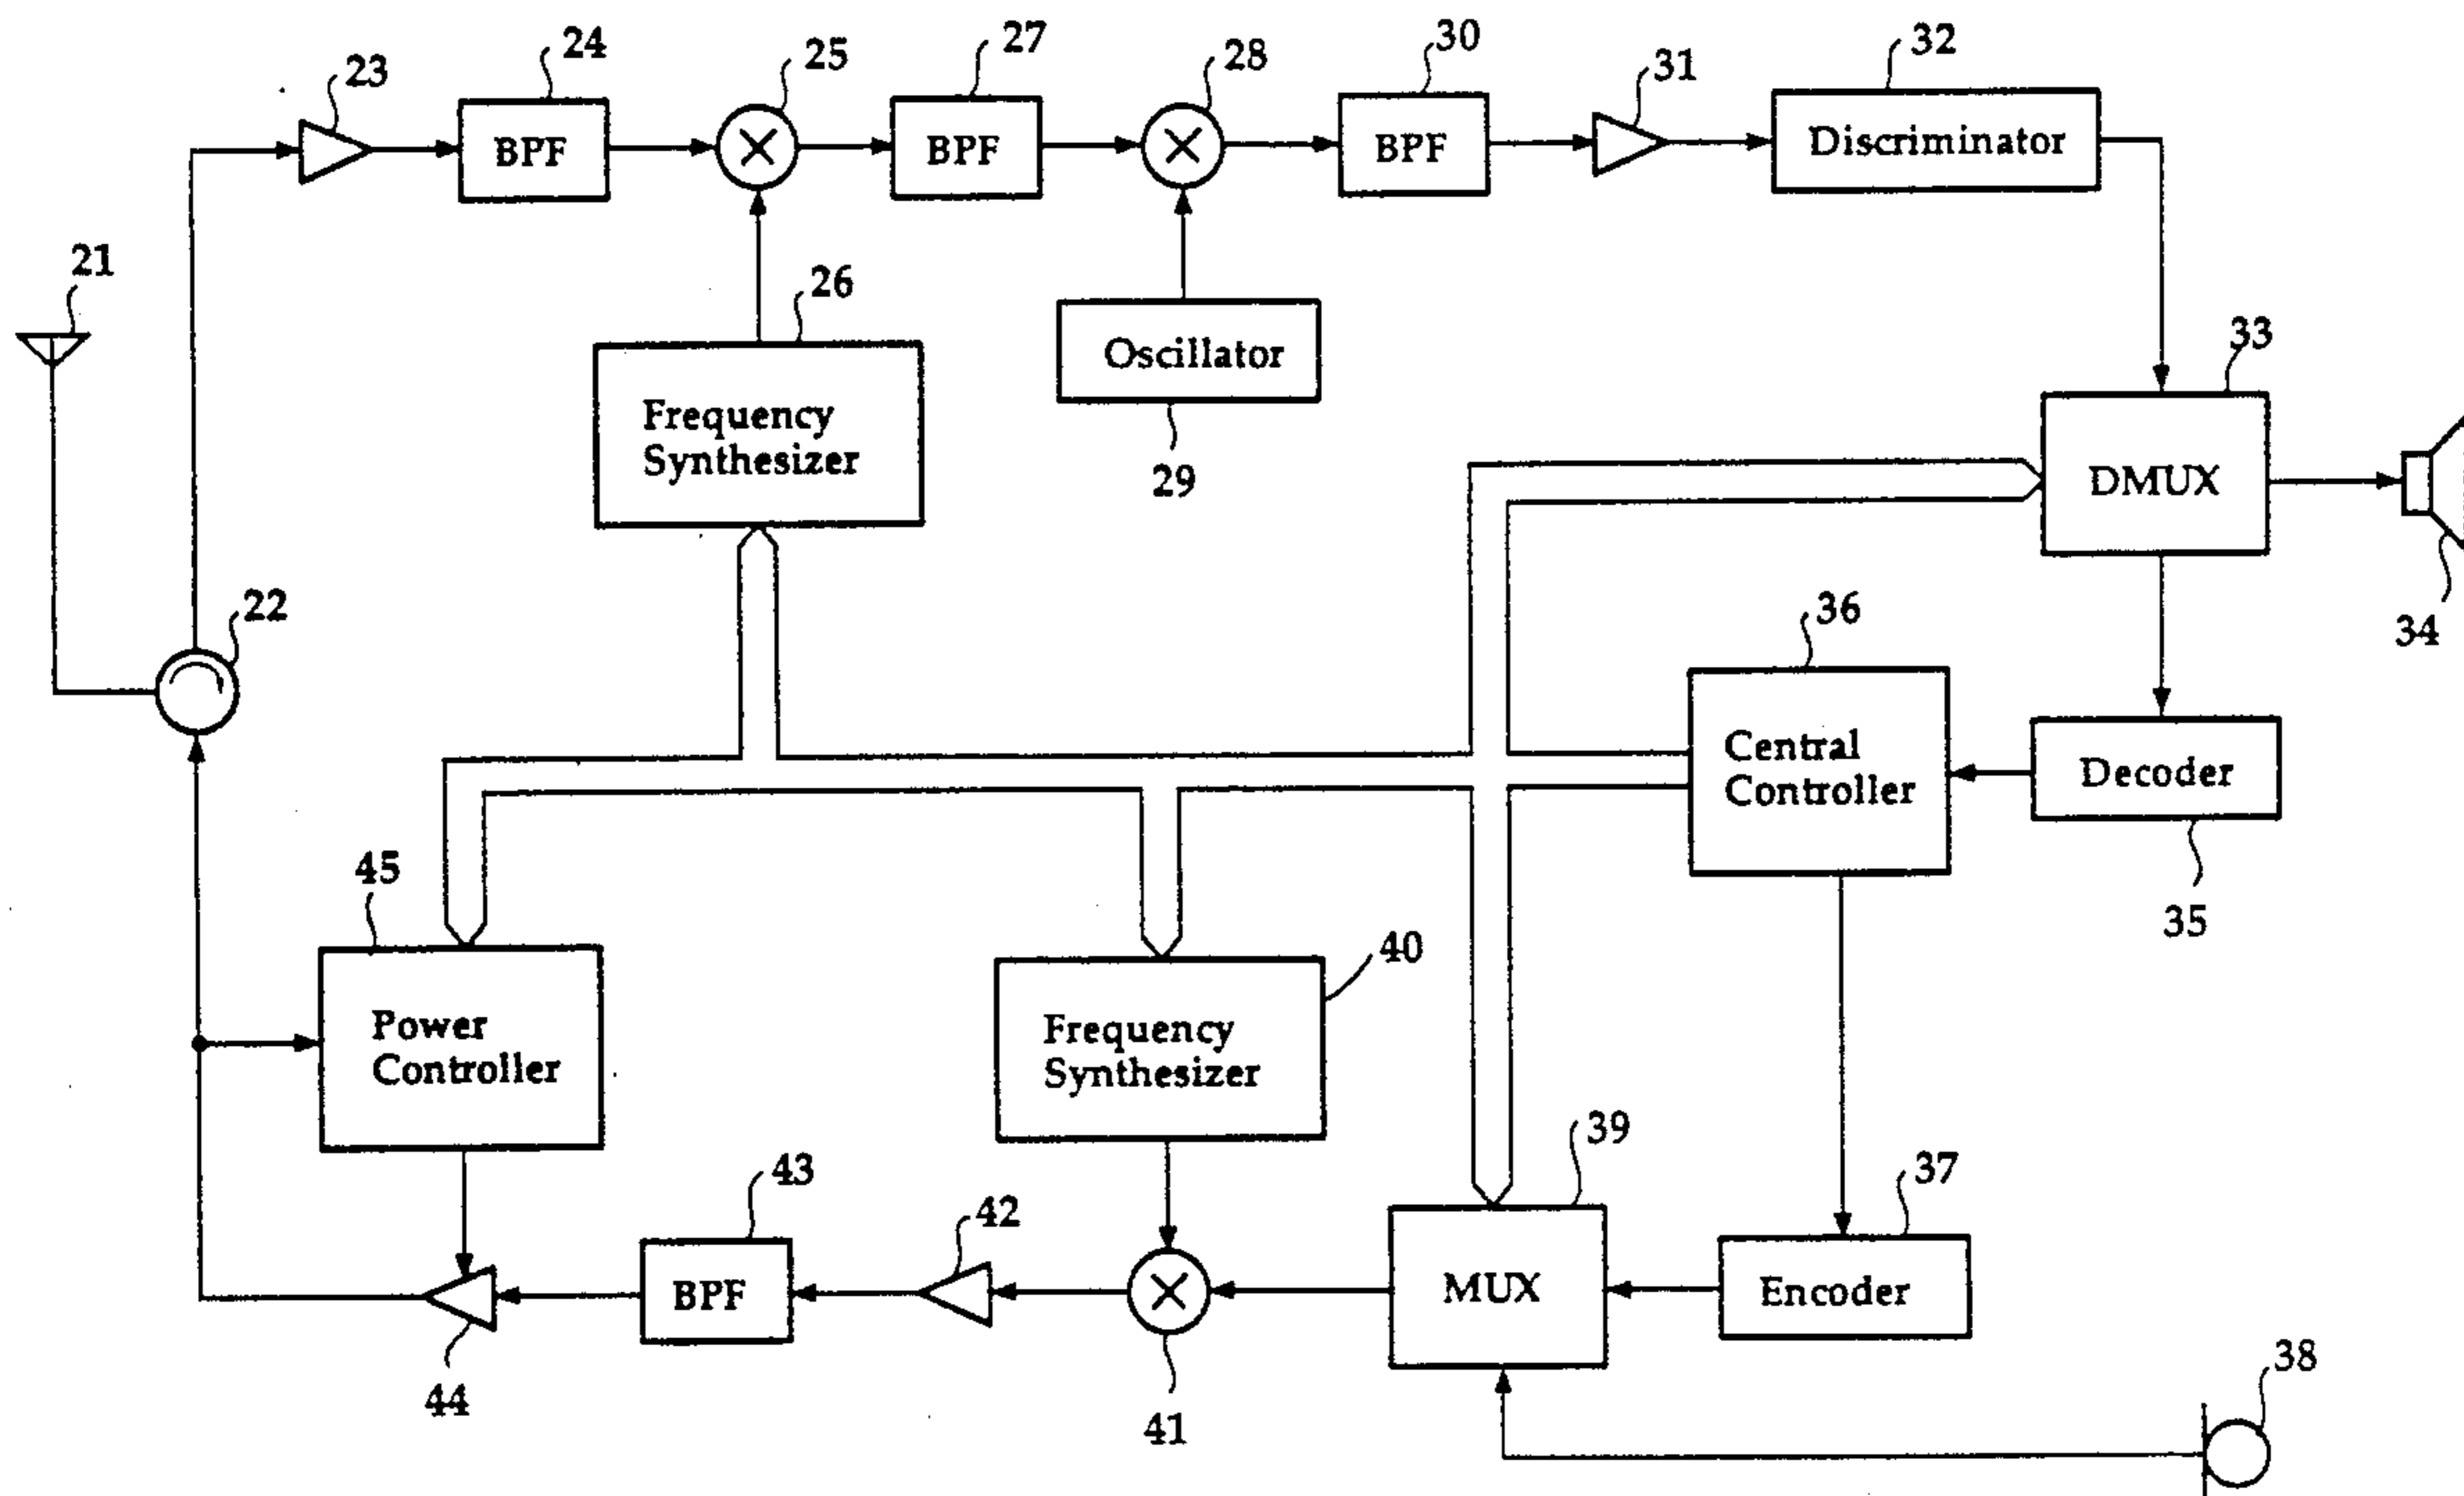 23
24
BPF
25
27
BPF
28
30
BPF
31
32
Discriminator
21
26
Frequency
Synthesizer
Oscillator
29
33
DMUX
34
22
36
Central
Controller
Decoder
35
45
Power
Controller
40
Frequency
Synthesizer
39
MUX
37
Encoder
43
BPF
42
44
41
38